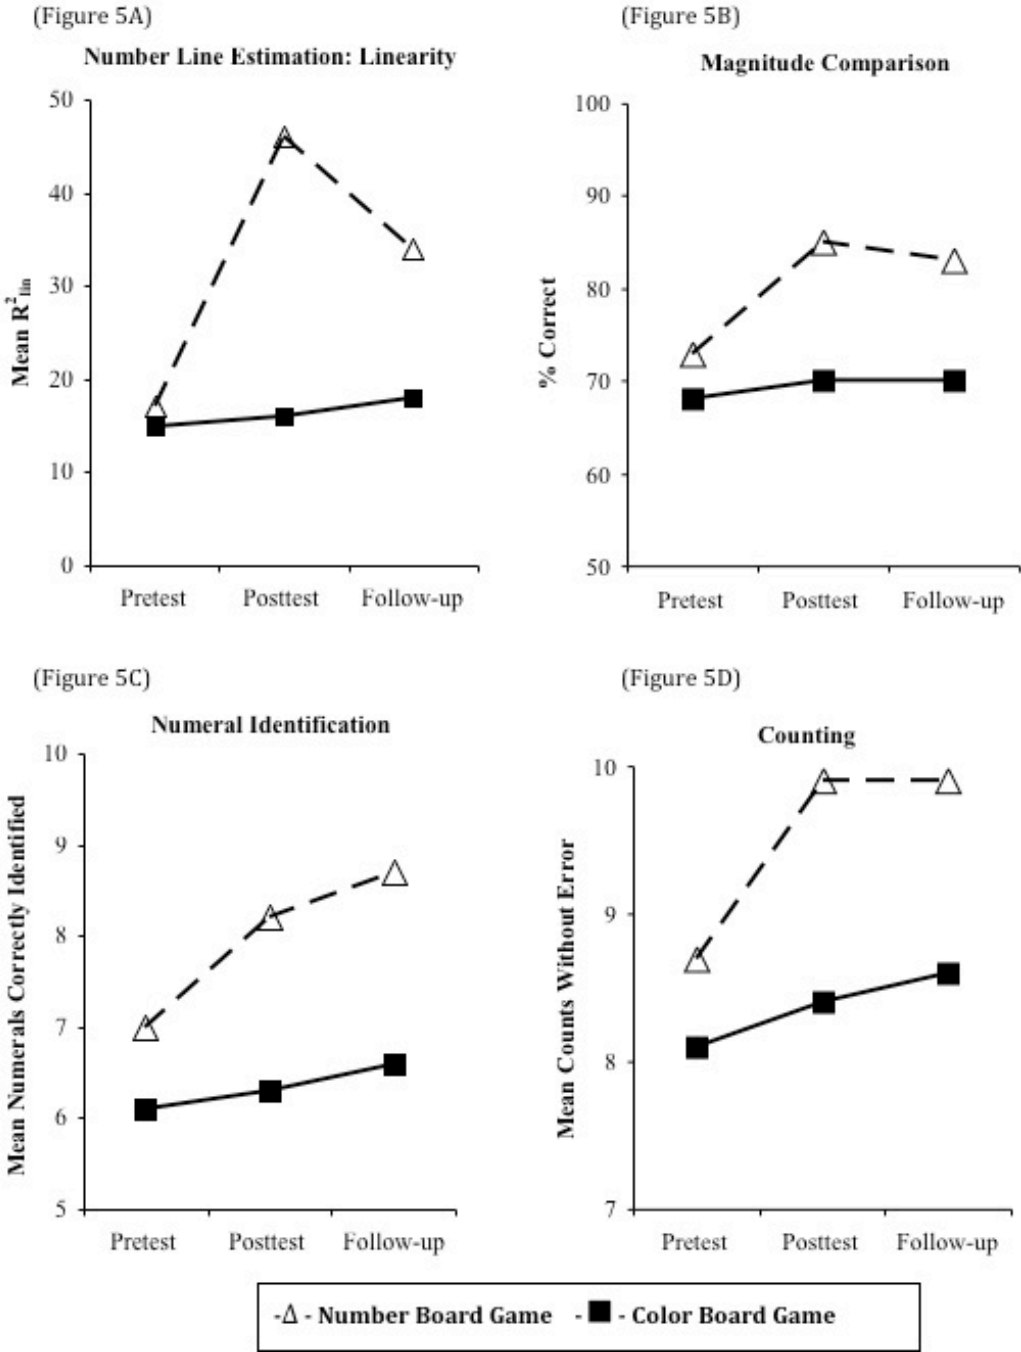 (Figure 5A)
Number Line Estimation: Linearity
Mean R²lin
50
40
30
20
10
0
Pretest Posttest Follow-up
(Figure 5B)
Magnitude Comparison
% Correct
100
90
80
70
60
50
Pretest Posttest Follow-up
(Figure 5C)
Numeral Identification
Mean Numerals Correctly Identified
10
9
8
7
6
5
Pretest Posttest Follow-up
(Figure 5D)
Counting
Mean Counts Without Error
10
9
8
7
Pretest Posttest Follow-up
-Δ - Number Board Game - ■ - Color Board Game